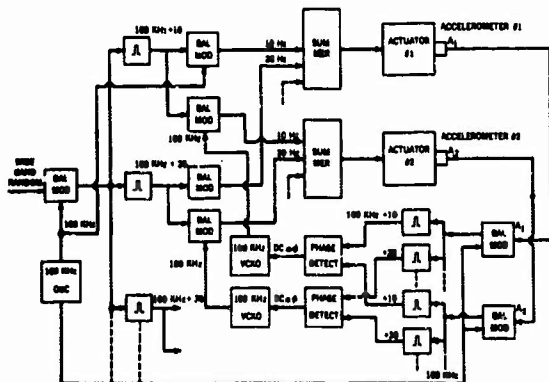 100 KHz +10
BAL MOD
10 Hz
20 Hz
SUM MER
ACTUATOR #1
A1
ACCELEROMETER #1
BAL MOD
100 KHz
WIDE BAND RANDOM
BAL MOD
100 KHz + 20
BAL MOD
10 Hz
20 Hz
SUM MER
ACTUATOR #2
A2
ACCELEROMETER #2
100 KHz
BAL MOD
100 KHz OSC
100 KHz
100 KHz VCXO
DC αϕ
PHASE DETECT
100 KHz +10
+20
A1
BAL MOD
100 KHz + 30
100 KHz VCXO
DC αϕ
PHASE DETECT
+10
+20
A2
BAL MOD
100 KHz